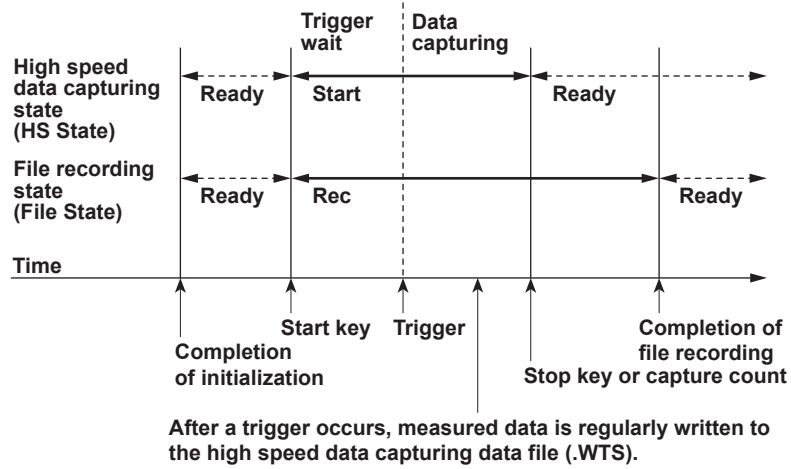 Trigger
wait
Data
capturing
High speed
data capturing
state
(HS State)
Ready
Start
Ready
File recording
state
(File State)
Ready
Rec
Ready
Time
Start key
Trigger
Completion of
file recording
Completion
of initialization
Stop key or capture count
After a trigger occurs, measured data is regularly written to
the high speed data capturing data file (.WTS).